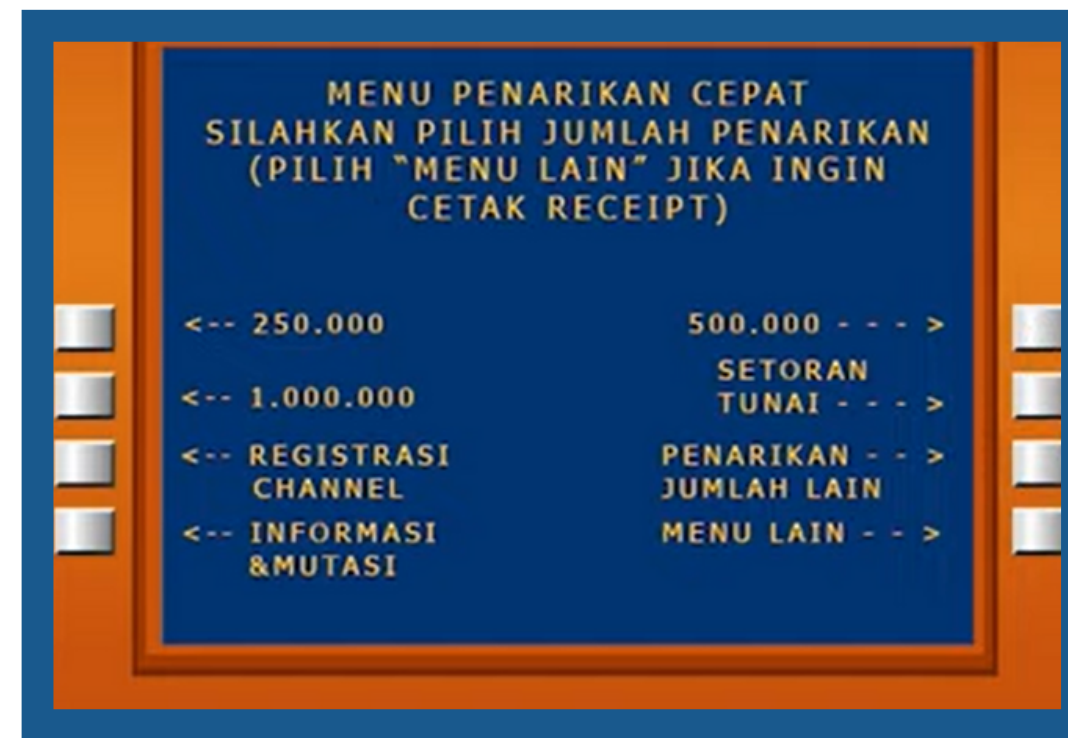 MENU PENARIKAN CEPAT
SILAHKAN PILIH JUMLAH PENARIKAN
(PILIH "MENU LAIN" JIKA INGIN
CETAK RECEIPT)
<-- 250.000
500.000 - - - >
<-- 1.000.000
SETORAN
TUNAI - - - >
<-- REGISTRASI
CHANNEL
PENARIKAN - - >
JUMLAH LAIN
<-- INFORMASI
&MUTASI
MENU LAIN - - >